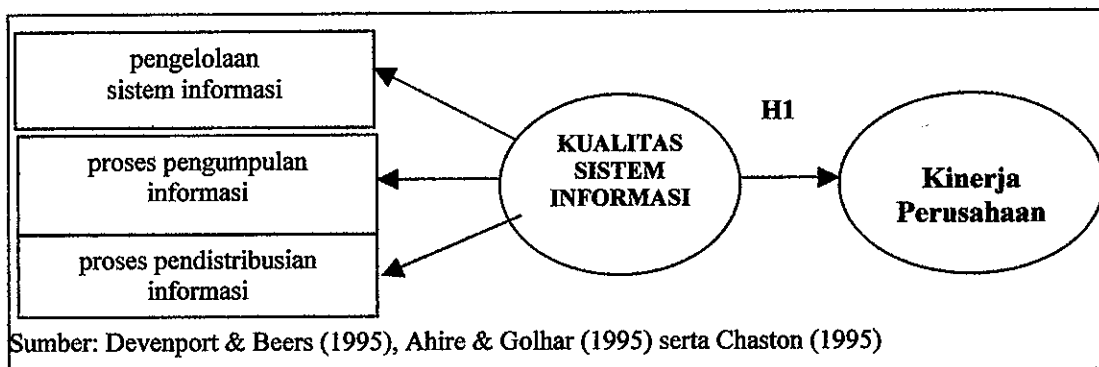 pengelolaan
sistem informasi
proses pengumpulan
informasi
proses pendistribusian
informasi
KUALITAS
SISTEM
INFORMASI
H1
Kinerja
Perusahaan
Sumber: Devenport & Beers (1995), Ahire & Golhar (1995) serta Chaston (1995)